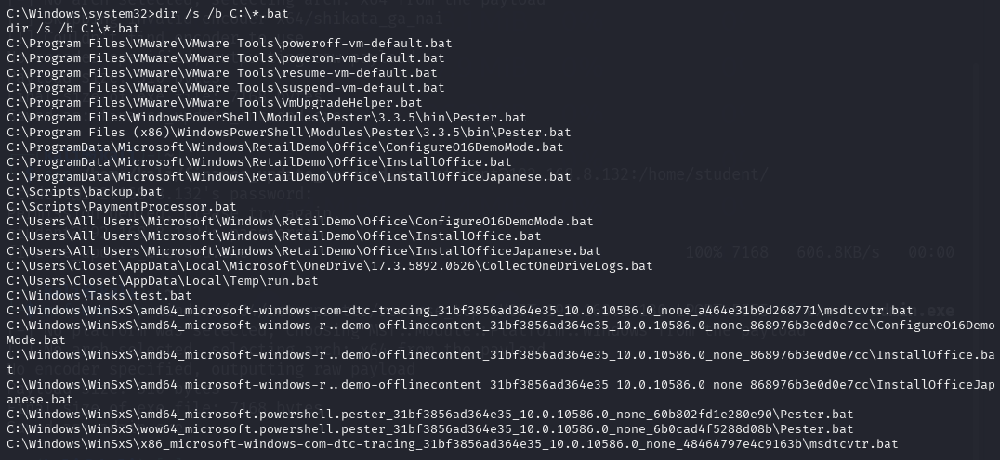 C:\Windows\system32>dir /s /b C:\*.bat
dir /s /b C:\*.bat
C:\Program Files\VMware\VMware Tools\poweroff-vm-default.bat
C:\Program Files\VMware\VMware Tools\poweron-vm-default.bat
C:\Program Files\VMware\VMware Tools\resume-vm-default.bat
C:\Program Files\VMware\VMware Tools\suspend-vm-default.bat
C:\Program Files\VMware\VMware Tools\VmUpgradeHelper.bat
C:\Program Files\WindowsPowerShell\Modules\Pester\3.3.5\bin\Pester.bat
C:\Program Files (x86)\WindowsPowerShell\Modules\Pester\3.3.5\bin\Pester.bat
C:\ProgramData\Microsoft\Windows\RetailDemo\Office\ConfigureO16DemoMode.bat
C:\ProgramData\Microsoft\Windows\RetailDemo\Office\InstallOffice.bat
C:\ProgramData\Microsoft\Windows\RetailDemo\Office\InstallOfficeJapanese.bat
C:\Scripts\backup.bat
C:\Scripts\PaymentProcessor.bat
C:\Users\All Users\Microsoft\Windows\RetailDemo\Office\ConfigureO16DemoMode.bat
C:\Users\All Users\Microsoft\Windows\RetailDemo\Office\InstallOffice.bat
C:\Users\All Users\Microsoft\Windows\RetailDemo\Office\InstallOfficeJapanese.bat
C:\Users\Closet\AppData\Local\Microsoft\OneDrive\17.3.5892.0626\CollectOneDriveLogs.bat
C:\Users\Closet\AppData\Local\Temp\run.bat
C:\Windows\Tasks\test.bat
C:\Windows\WinSxS\amd64_microsoft-windows-com-dtc-tracing_31bf3856ad364e35_10.0.10586.0_none_a464e31b9d268771\msdtcvtr.bat
C:\Windows\WinSxS\amd64_microsoft-windows-r..demo-offlinecontent_31bf3856ad364e35_10.0.10586.0_none_868976b3e0d0e7cc\ConfigureO16Demo
Mode.bat
C:\Windows\WinSxS\amd64_microsoft-windows-r..demo-offlinecontent_31bf3856ad364e35_10.0.10586.0_none_868976b3e0d0e7cc\InstallOffice.ba
t
C:\Windows\WinSxS\amd64_microsoft-windows-r..demo-offlinecontent_31bf3856ad364e35_10.0.10586.0_none_868976b3e0d0e7cc\InstallOfficeJap
anese.bat
C:\Windows\WinSxS\amd64_microsoft.powershell.pester_31bf3856ad364e35_10.0.10586.0_none_60b802fd1e280e90\Pester.bat
C:\Windows\WinSxS\wow64_microsoft.powershell.pester_31bf3856ad364e35_10.0.10586.0_none_6b0cad4f5288d08b\Pester.bat
C:\Windows\WinSxS\x86_microsoft-windows-com-dtc-tracing_31bf3856ad364e35_10.0.10586.0_none_48464797e4c9163b\msdtcvtr.bat